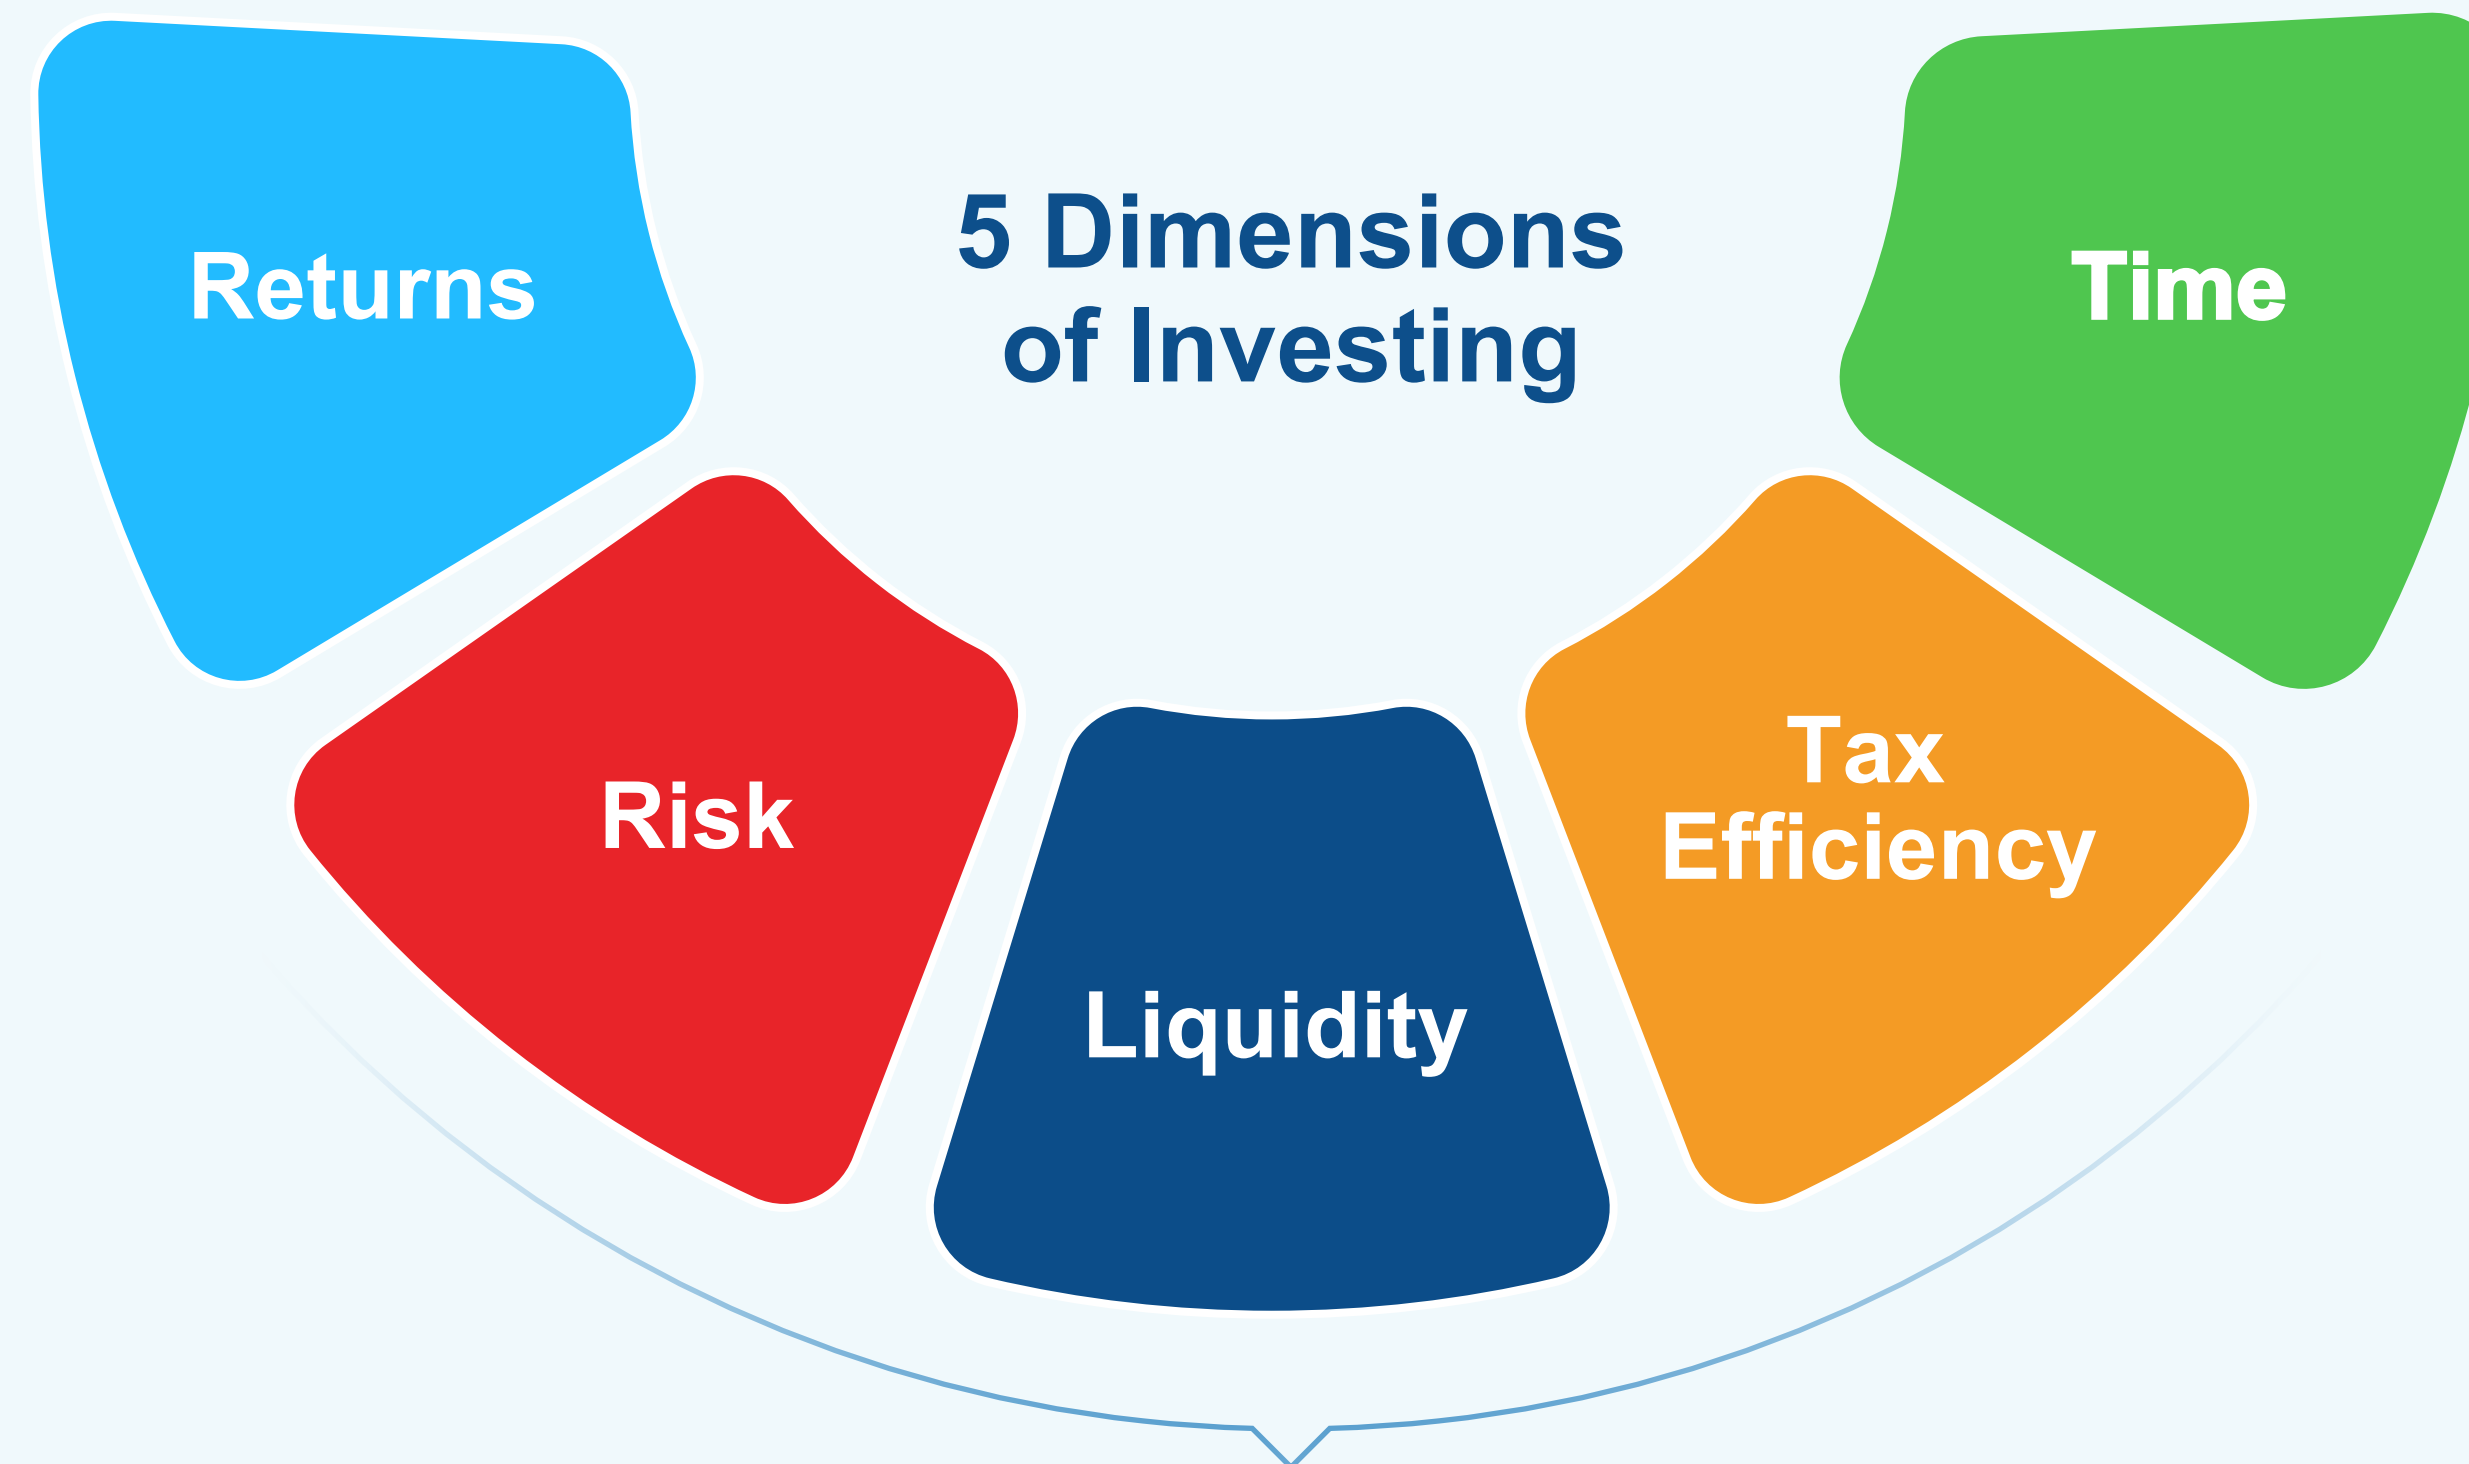 5 Dimensions
of Investing
Returns
Risk
Liquidity
Tax
Efficiency
Time